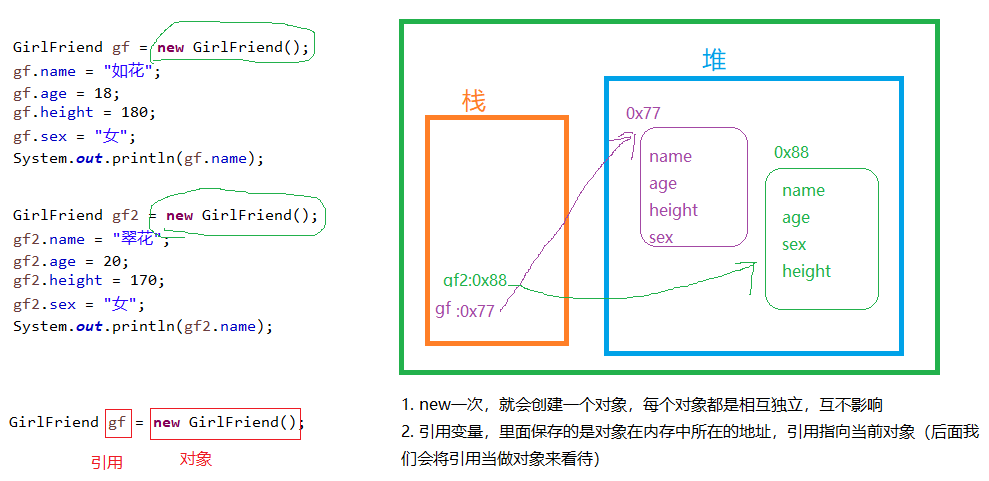 GirlFriend gf = new GirlFriend();
gf.name = "如花";
gf.age = 18;
gf.height = 180;
gf.sex = "女";
System.out.println(gf.name);
GirlFriend gf2 = new GirlFriend();
gf2.name = "翠花";
gf2.age = 20;
gf2.height = 170;
gf2.sex = "女";
System.out.println(gf2.name);
GirlFriend gf = new GirlFriend();
引用
对象
栈
堆
0x77
name
age
height
sex
0x88
name
age
sex
height
gf2:0x88
gf :0x77
1. new一次，就会创建一个对象，每个对象都是相互独立，互不影响
2. 引用变量，里面保存的是对象在内存中所在的地址，引用指向当前对象（后面我
们会将引用当做对象来看待）